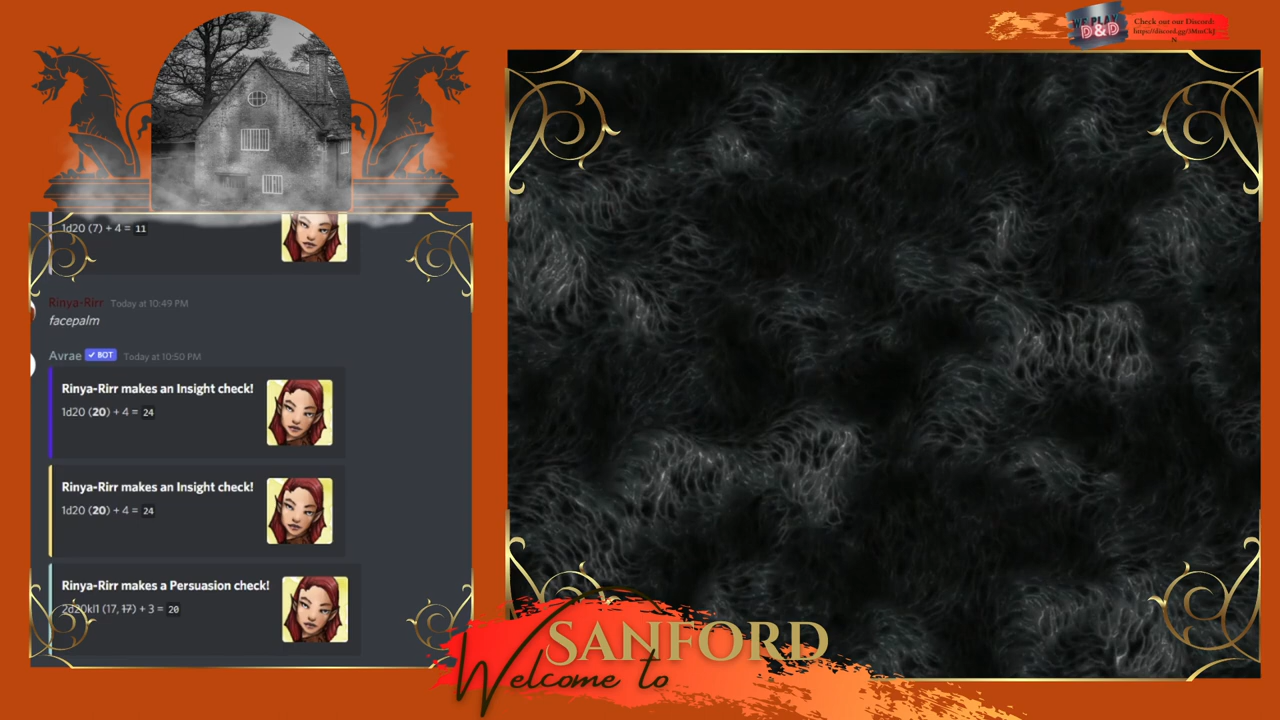 WE PLAY
D&D
Check out our Discord:
1d20 (7) + 4 = 11
Rinya-Rirr Today at 10:49 PM
facepalm
Avrae ✓ BOT Today at 10:50 PM
Rinya-Rirr makes an Insight check!
1d20 (20) + 4 = 24
Rinya-Rirr makes an Insight check!
1d20 (20) + 4 = 24
Rinya-Rirr makes a Persuasion check!
2d20kl1 (17, 17) + 3 = 20
SANFORD
Welcome to